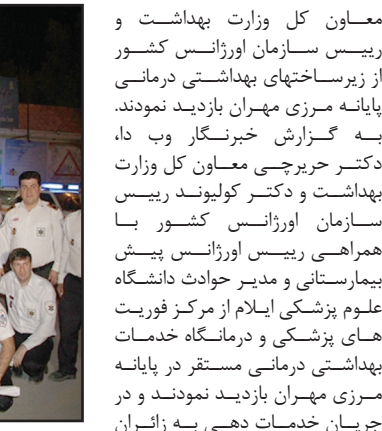 معاون کل وزارت بهداشت و
رییس سازمان اورژانس کشور
از زیرساختهای بهداشتی درمانی
پایانه مرزی مهران بازدید نمودند.
به گزارش خبرنگار وب دا،
دکتر حریرچی معاون کل وزارت
بهداشت و دکتر کولیوند رییس
سازمان اورژانس کشور با
همراهی رییس اورژانس پیش
بیمارستانی و مدیر حوادث دانشگاه
علوم پزشکی ایلام از مرکز فوریت
های پزشکی و درمانگاه خدمات
بهداشتی درمانی مستقر در پایانه
مرزی مهران بازدید نمودند و در
جریان خدمات دهی به زائران